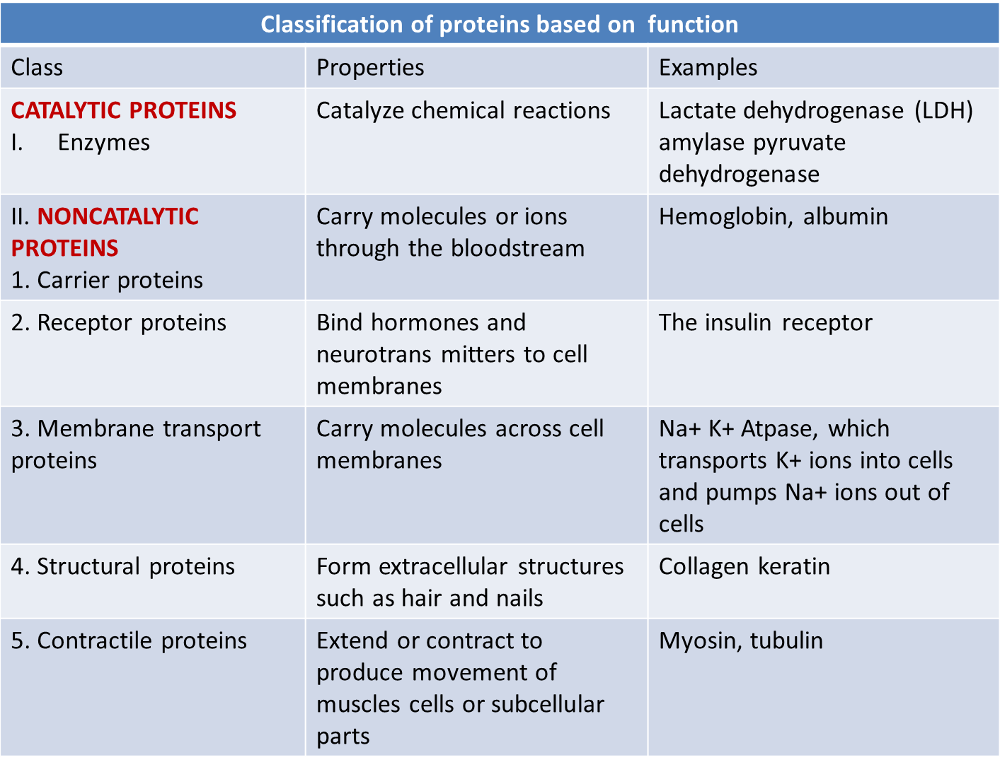 Classification of proteins based on  function
Class
Properties
Examples
CATALYTIC PROTEINS
I. Enzymes
Catalyze chemical reactions
Lactate dehydrogenase (LDH)
amylase pyruvate
dehydrogenase
II. NONCATALYTIC
PROTEINS
1. Carrier proteins
Carry molecules or ions
through the bloodstream
Hemoglobin, albumin
2. Receptor proteins
Bind hormones and
neurotrans mitters to cell
membranes
The insulin receptor
3. Membrane transport
proteins
Carry molecules across cell
membranes
Na+ K+ Atpase, which
transports K+ ions into cells
and pumps Na+ ions out of
cells
4. Structural proteins
Form extracellular structures
such as hair and nails
Collagen keratin
5. Contractile proteins
Extend or contract to
produce movement of
muscles cells or subcellular
parts
Myosin, tubulin